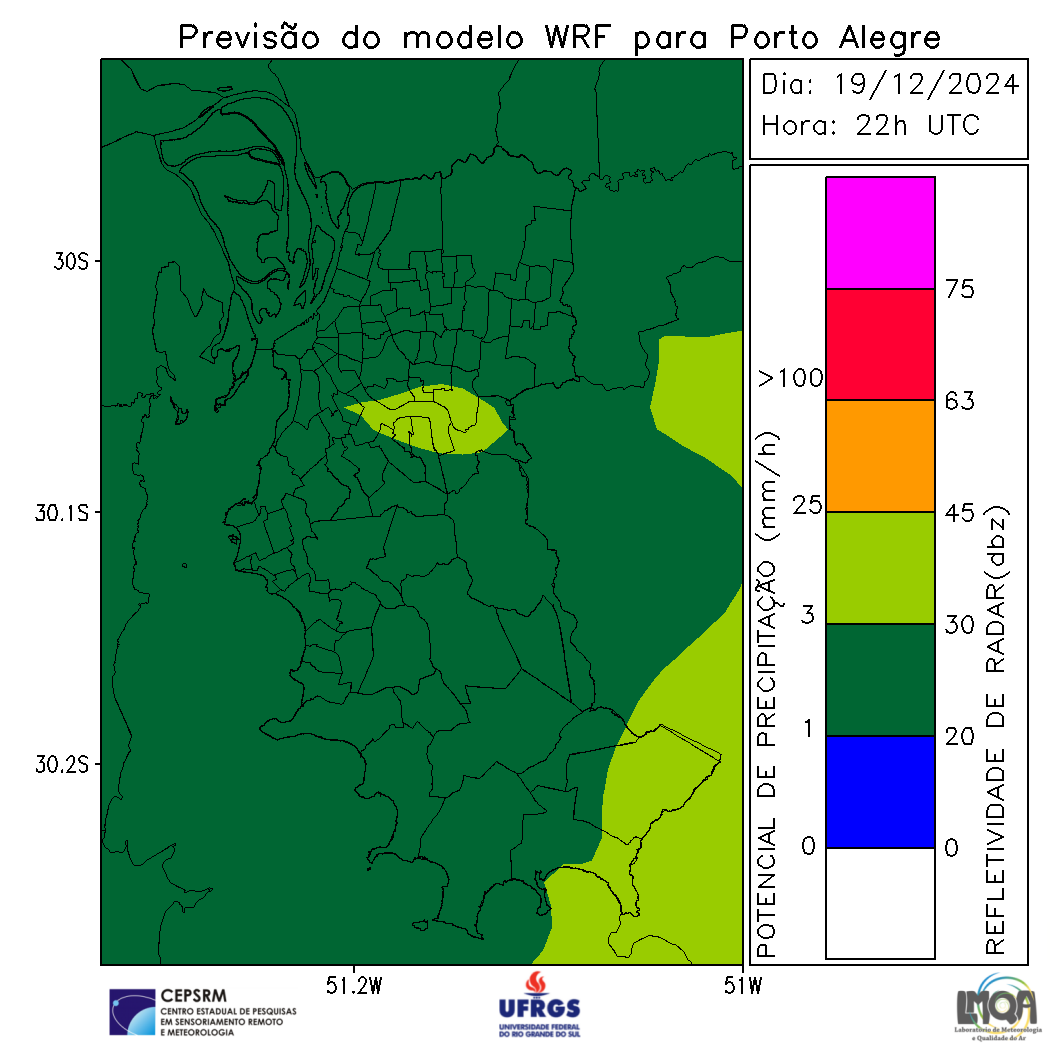 Previsão do modelo WRF para Porto Alegre
Dia: 19/12/2024
Hora: 22h UTC
30S
30.1S
30.2S
51.2W
51W
POTENCIAL DE PRECIPITAÇÃO (mm/h)
>100
25
3
1
0
75
63
45
30
20
0
REFLETIVIDADE DE RADAR(dbz)
CEPSRM
CENTRO ESTADUAL DE PESQUISAS
EM SENSORIAMENTO REMOTO
E METEOROLOGIA
UFRGS
UNIVERSIDADE FEDERAL
DO RIO GRANDE DO SUL
LMQA
Laboratório de Meteorologia
e Qualidade do Ar